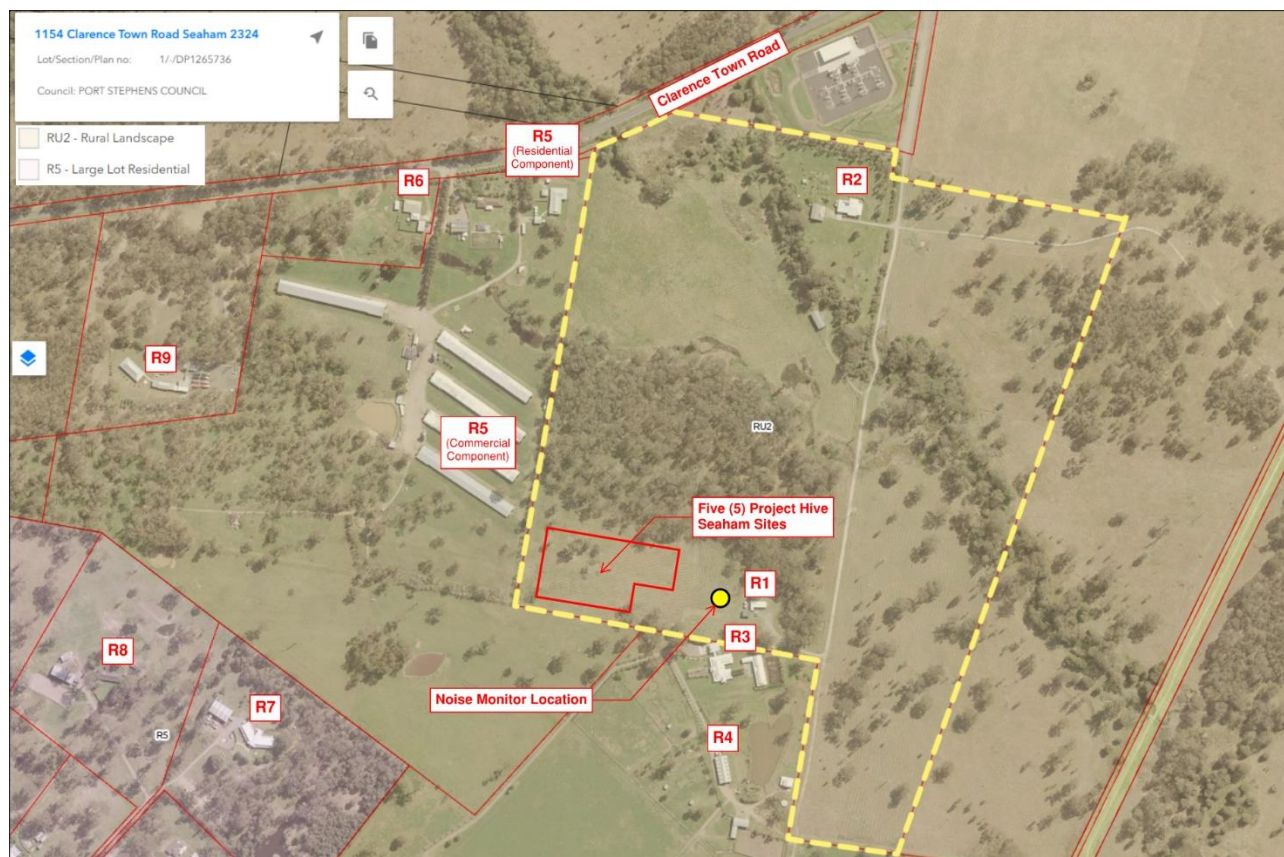 1154 Clarence Town Road Seaham 2324
Lot/Section/Plan no: 1/-/DP1265736
Council: PORT STEPHENS COUNCIL
RU2 - Rural Landscape
R5 - Large Lot Residential
Clarence Town Road
R5
(Residential
Component)
R6
R2
R9
R5
(Commercial
Component)
RU2
Five (5) Project Hive
Seaham Sites
R1
R3
R8
Noise Monitor Location
R7
R4
R5